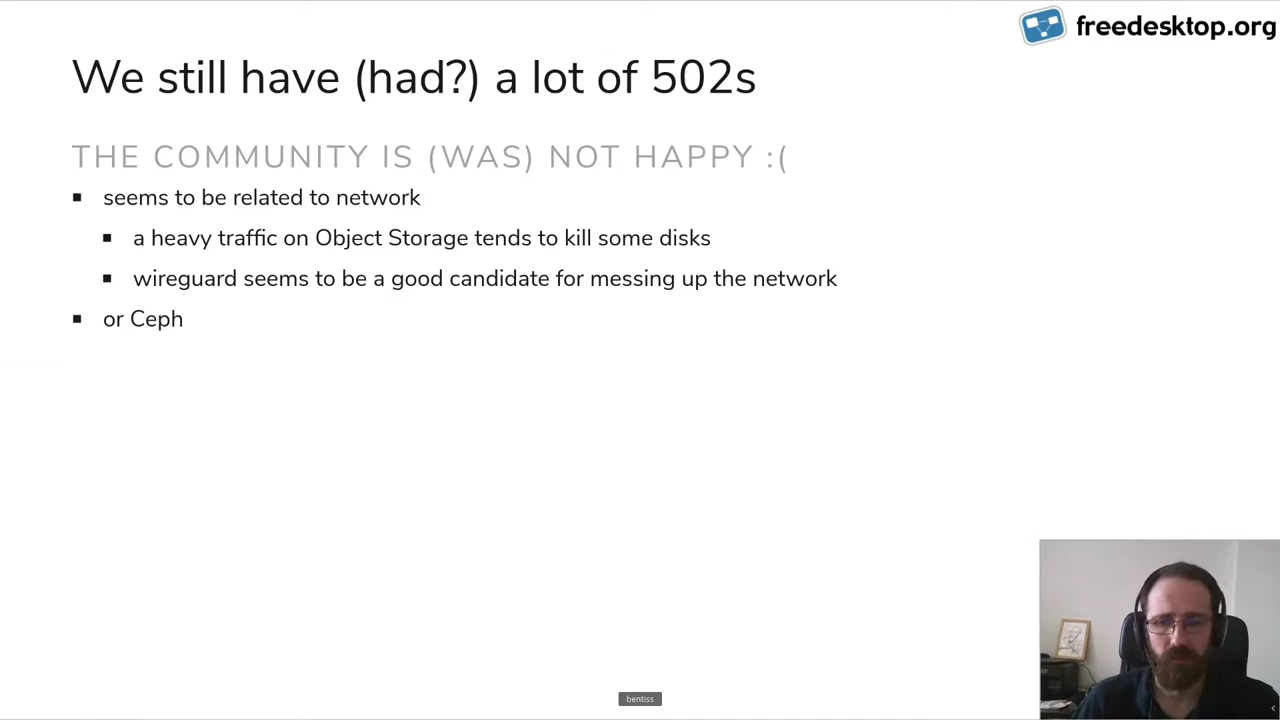 freedesktop.org
We still have (had?) a lot of 502s
THE COMMUNITY IS (WAS) NOT HAPPY :(
seems to be related to network
a heavy traffic on Object Storage tends to kill some disks
wireguard seems to be a good candidate for messing up the network
or Ceph
bentiss